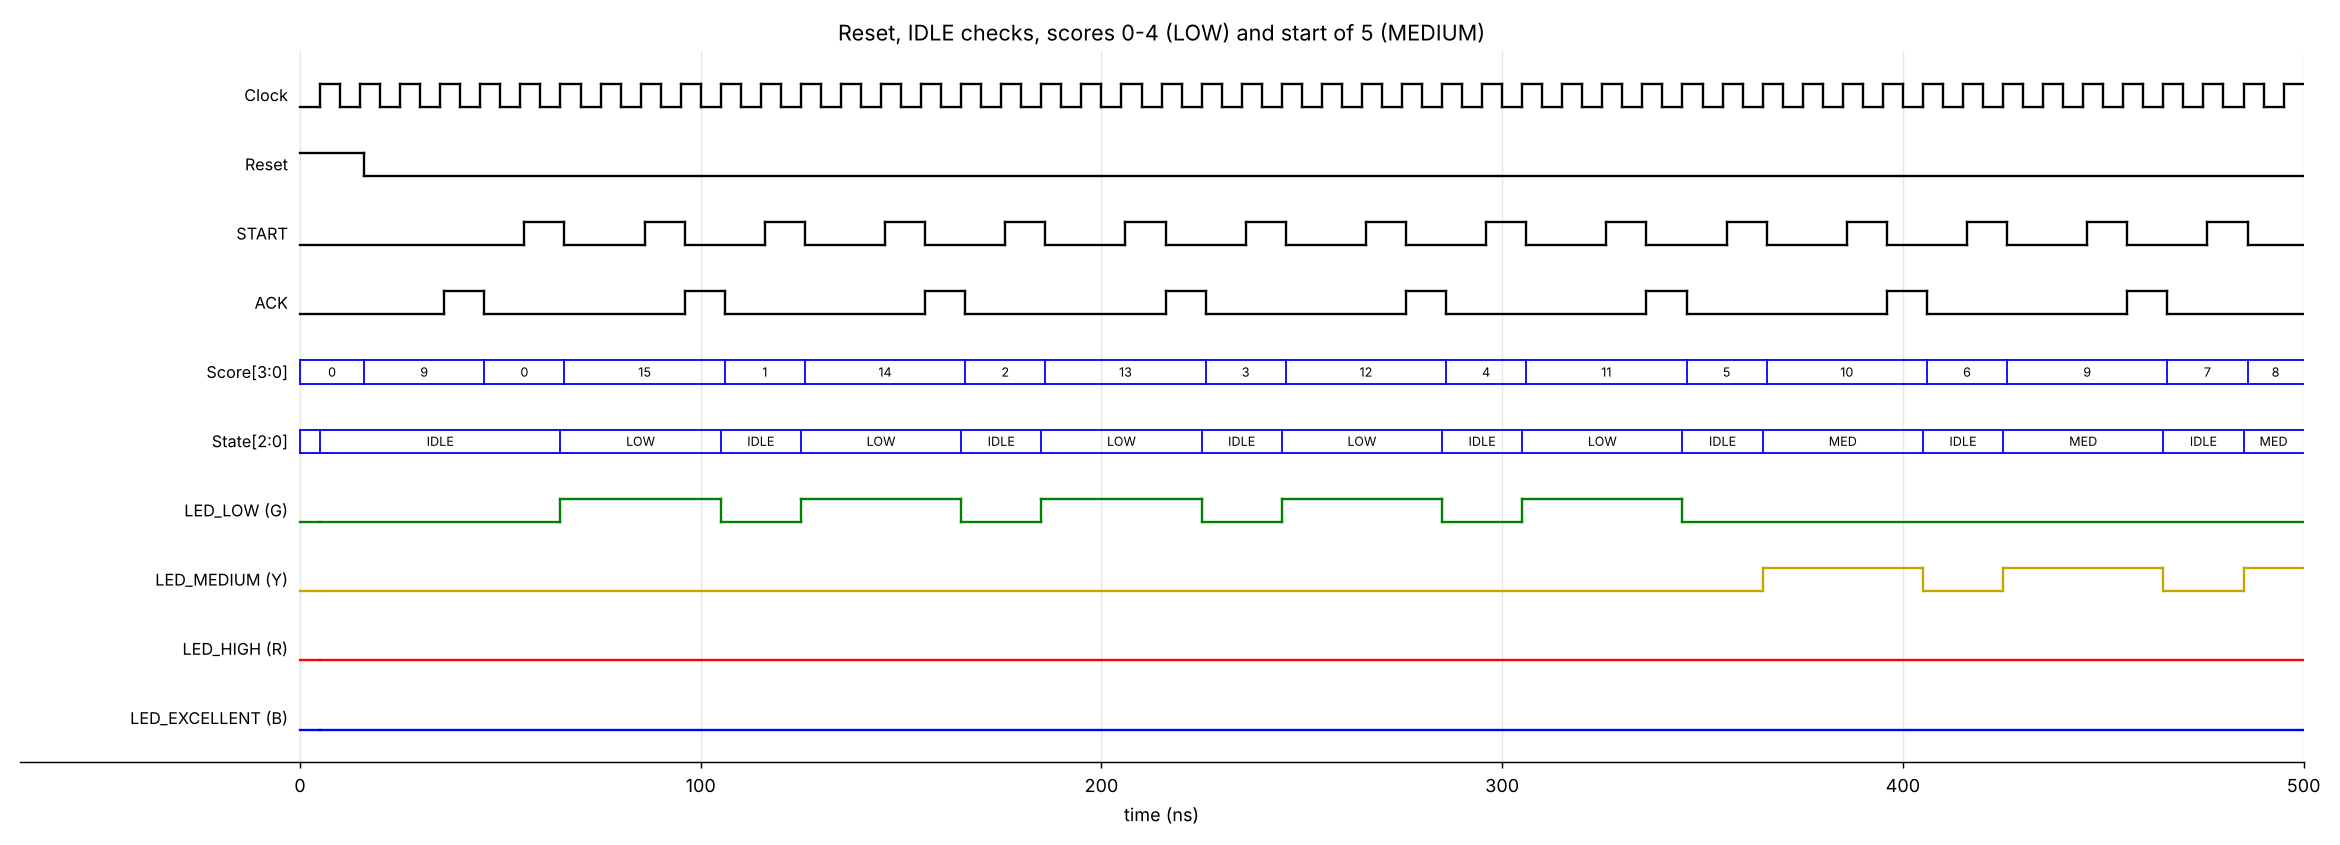 Reset, IDLE checks, scores 0-4 (LOW) and start of 5 (MEDIUM)
Clock
Reset
START
ACK
Score[3:0] 0 9 0 15 1 14 2 13 3 12 4 11 5 10 6 9 7 8
State[2:0] IDLE LOW IDLE LOW IDLE LOW IDLE LOW IDLE LOW IDLE MED IDLE MED IDLE MED
LED_LOW (G)
LED_MEDIUM (Y)
LED_HIGH (R)
LED_EXCELLENT (B)
0 100 200 300 400 500
time (ns)